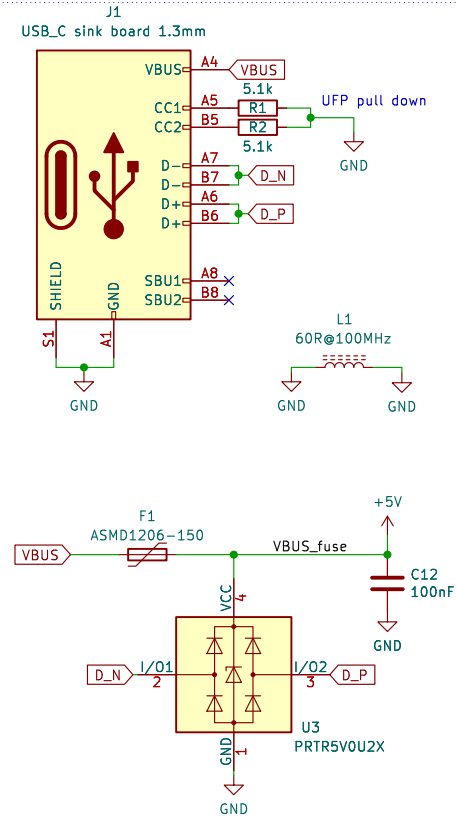 J1
USB_C sink board 1.3mm
VBUS
A4
VBUS
5.1k
CC1
A5
R1
UFP pull down
CC2
B5
R2
5.1k
GND
D-
A7
D-
B7
D_N
D+
A6
D+
B6
D_P
SBU1
A8
SBU2
B8
SHIELD
GND
S1
A1
GND
L1
60R@100MHz
GND
GND
F1
ASMD1206-150
+5V
VBUS
VBUS_fuse
C12
100nF
GND
VCC
4
D_N
I/O1
2
I/O2
3
D_P
U3
PRTR5V0U2X
GND
1
GND